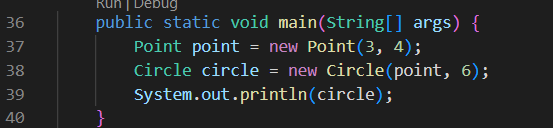 Run | Debug
36 public static void main(String[] args) {
37 Point point = new Point(3, 4);
38 Circle circle = new Circle(point, 6);
39 System.out.println(circle);
40 }